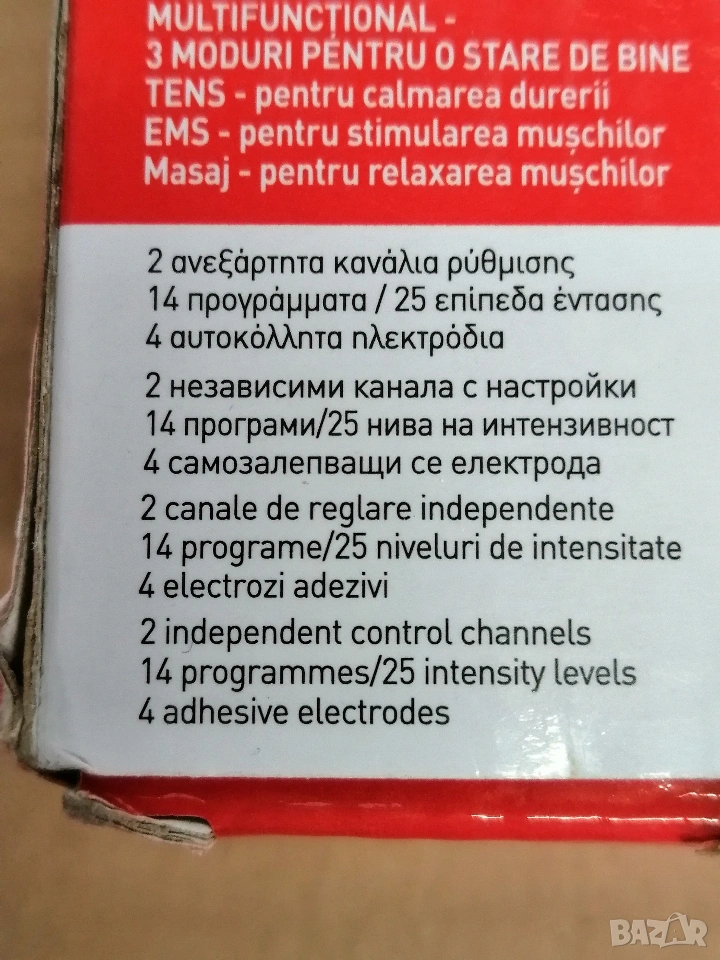 MULTIFUNCȚIONAL -
3 MODURI PENTRU O STARE DE BINE
TENS - pentru calmarea durerii
EMS - pentru stimularea mușchilor
Masaj - pentru relaxarea mușchilor
2 ανεξάρτητα κανάλια ρύθμισης
14 προγράμματα / 25 επίπεδα έντασης
4 αυτοκόλλητα ηλεκτρόδια
2 независими канала с настройки
14 програми/25 нива на интензивност
4 самозалепващи се електрода
2 canale de reglare independente
14 programe/25 niveluri de intensitate
4 electrozi adezivi
2 independent control channels
14 programmes/25 intensity levels
4 adhesive electrodes
BAZAR